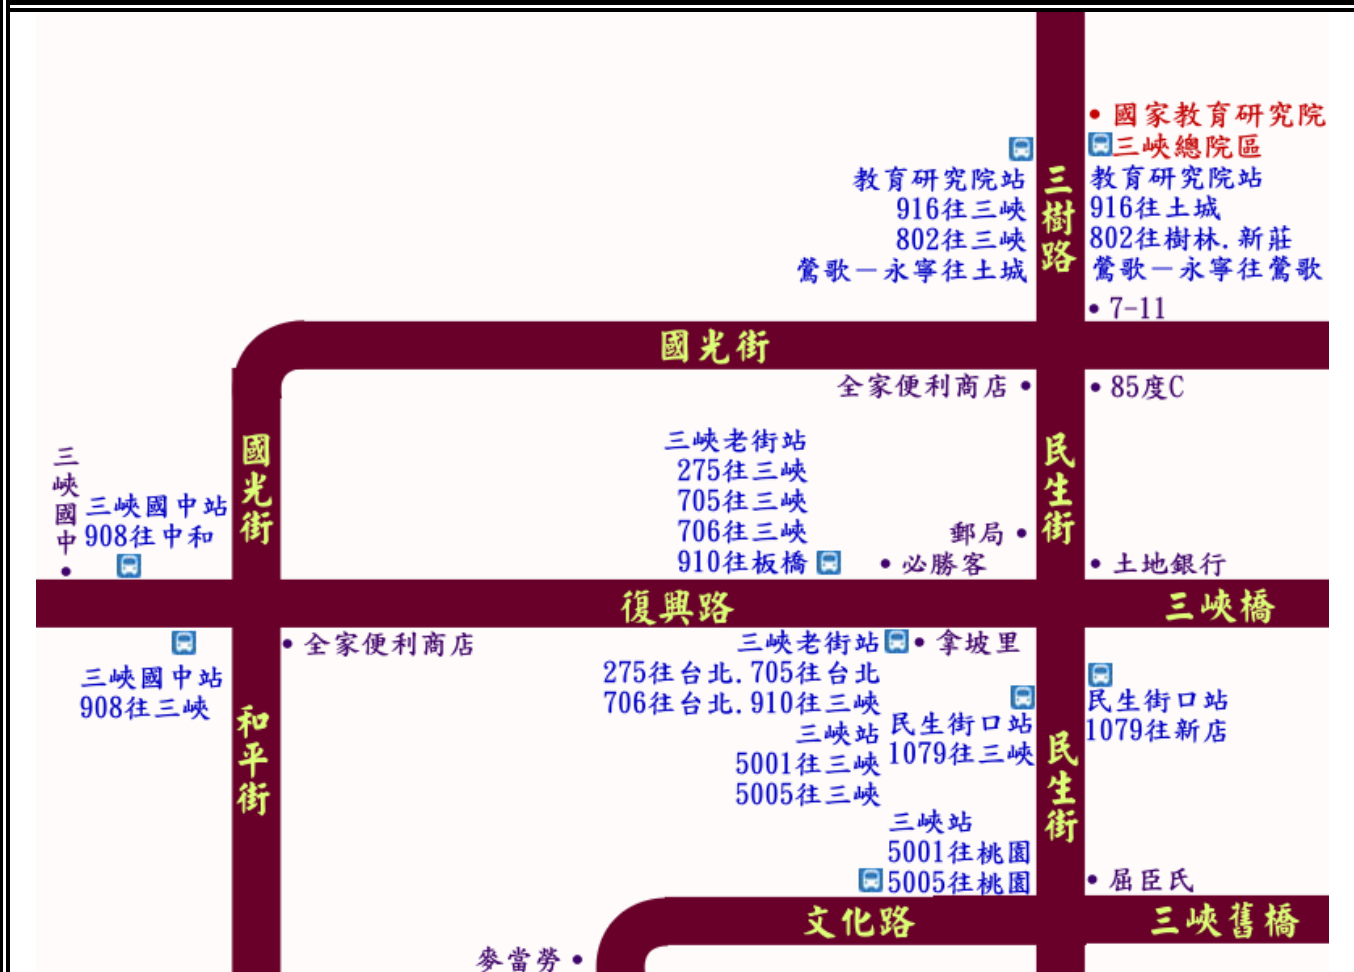 國家教育研究院
三峽總院區
教育研究院站
916往三峽
802往三峽
鶯歌－永寧往土城
三樹路
教育研究院站
916往土城
802往樹林.新莊
鶯歌－永寧往鶯歌
7-11
國光街
全家便利商店
85度C
三峽國中
三峽國中站
908往中和
國光街
三峽老街站
275往三峽
705往三峽
706往三峽
910往板橋
民生街
郵局
必勝客
土地銀行
復興路
三峽橋
全家便利商店
三峽國中站
908往三峽
和平街
三峽老街站
拿坡里
275往台北.705往台北
706往台北.910往三峽
三峽站
5001往三峽
5005往三峽
民生街口站
1079往三峽
民生街口站
1079往新店
民生街
三峽站
5001往桃園
5005往桃園
屈臣氏
文化路
三峽舊橋
麥當勞